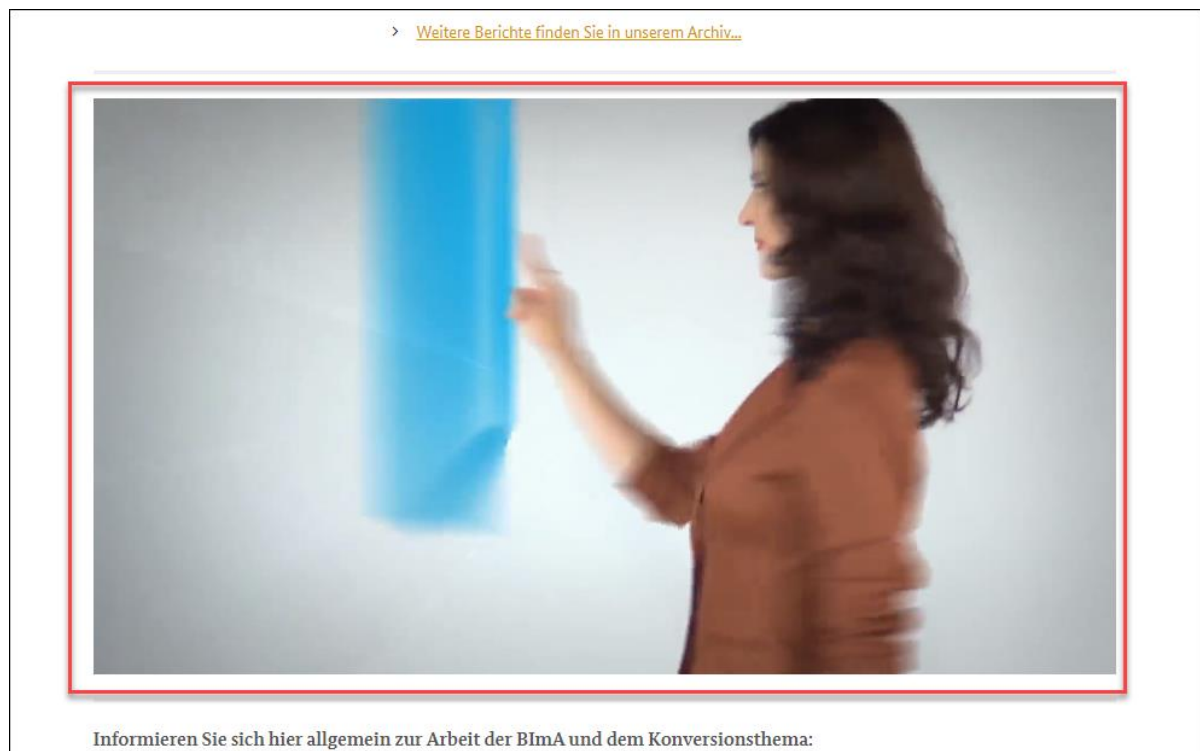 Weitere Berichte finden Sie in unserem Archiv...
Informieren Sie sich hier allgemein zur Arbeit der BImA und dem Konversionsthema: